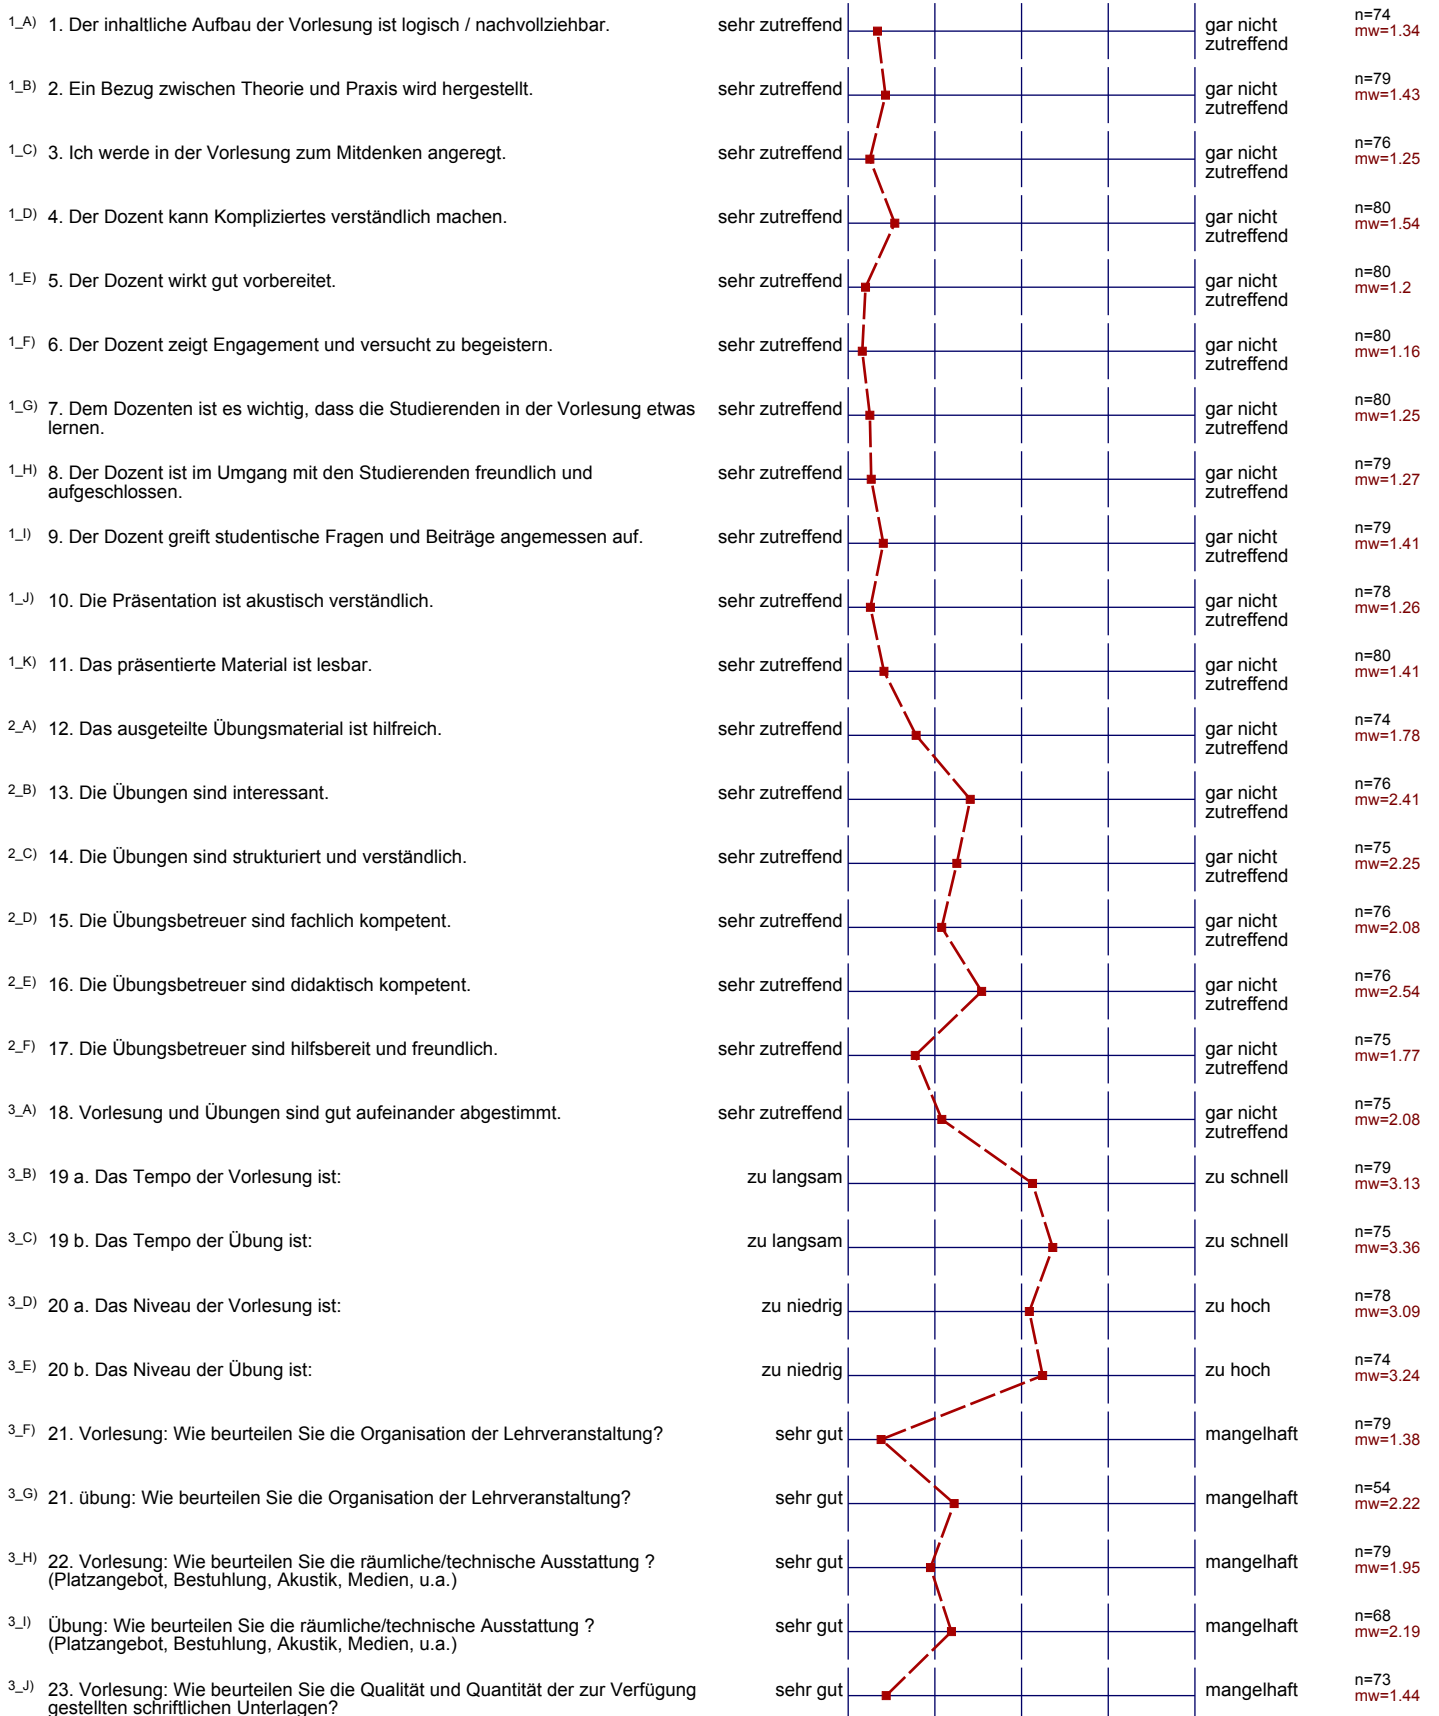 1_A) 1. Der inhaltliche Aufbau der Vorlesung ist logisch / nachvollziehbar. sehr zutreffend gar nicht zutreffend n=74 mw=1.34
1_B) 2. Ein Bezug zwischen Theorie und Praxis wird hergestellt. sehr zutreffend gar nicht zutreffend n=79 mw=1.43
1_C) 3. Ich werde in der Vorlesung zum Mitdenken angeregt. sehr zutreffend gar nicht zutreffend n=76 mw=1.25
1_D) 4. Der Dozent kann Kompliziertes verständlich machen. sehr zutreffend gar nicht zutreffend n=80 mw=1.54
1_E) 5. Der Dozent wirkt gut vorbereitet. sehr zutreffend gar nicht zutreffend n=80 mw=1.2
1_F) 6. Der Dozent zeigt Engagement und versucht zu begeistern. sehr zutreffend gar nicht zutreffend n=80 mw=1.16
1_G) 7. Dem Dozenten ist es wichtig, dass die Studierenden in der Vorlesung etwas
lernen. sehr zutreffend gar nicht zutreffend n=80 mw=1.25
1_H) 8. Der Dozent ist im Umgang mit den Studierenden freundlich und
aufgeschlossen. sehr zutreffend gar nicht zutreffend n=79 mw=1.27
1_I) 9. Der Dozent greift studentische Fragen und Beiträge angemessen auf. sehr zutreffend gar nicht zutreffend n=79 mw=1.41
1_J) 10. Die Präsentation ist akustisch verständlich. sehr zutreffend gar nicht zutreffend n=78 mw=1.26
1_K) 11. Das präsentierte Material ist lesbar. sehr zutreffend gar nicht zutreffend n=80 mw=1.41
2_A) 12. Das ausgeteilte Übungsmaterial ist hilfreich. sehr zutreffend gar nicht zutreffend n=74 mw=1.78
2_B) 13. Die Übungen sind interessant. sehr zutreffend gar nicht zutreffend n=76 mw=2.41
2_C) 14. Die Übungen sind strukturiert und verständlich. sehr zutreffend gar nicht zutreffend n=75 mw=2.25
2_D) 15. Die Übungsbetreuer sind fachlich kompetent. sehr zutreffend gar nicht zutreffend n=76 mw=2.08
2_E) 16. Die Übungsbetreuer sind didaktisch kompetent. sehr zutreffend gar nicht zutreffend n=76 mw=2.54
2_F) 17. Die Übungsbetreuer sind hilfsbereit und freundlich. sehr zutreffend gar nicht zutreffend n=75 mw=1.77
3_A) 18. Vorlesung und Übungen sind gut aufeinander abgestimmt. sehr zutreffend gar nicht zutreffend n=75 mw=2.08
3_B) 19 a. Das Tempo der Vorlesung ist: zu langsam zu schnell n=79 mw=3.13
3_C) 19 b. Das Tempo der Übung ist: zu langsam zu schnell n=75 mw=3.36
3_D) 20 a. Das Niveau der Vorlesung ist: zu niedrig zu hoch n=78 mw=3.09
3_E) 20 b. Das Niveau der Übung ist: zu niedrig zu hoch n=74 mw=3.24
3_F) 21. Vorlesung: Wie beurteilen Sie die Organisation der Lehrveranstaltung? sehr gut mangelhaft n=79 mw=1.38
3_G) 21. übung: Wie beurteilen Sie die Organisation der Lehrveranstaltung? sehr gut mangelhaft n=54 mw=2.22
3_H) 22. Vorlesung: Wie beurteilen Sie die räumliche/technische Ausstattung ?
(Platzangebot, Bestuhlung, Akustik, Medien, u.a.) sehr gut mangelhaft n=79 mw=1.95
3_I) Übung: Wie beurteilen Sie die räumliche/technische Ausstattung ?
(Platzangebot, Bestuhlung, Akustik, Medien, u.a.) sehr gut mangelhaft n=68 mw=2.19
3_J) 23. Vorlesung: Wie beurteilen Sie die Qualität und Quantität der zur Verfügung
gestellten schriftlichen Unterlagen? sehr gut mangelhaft n=73 mw=1.44